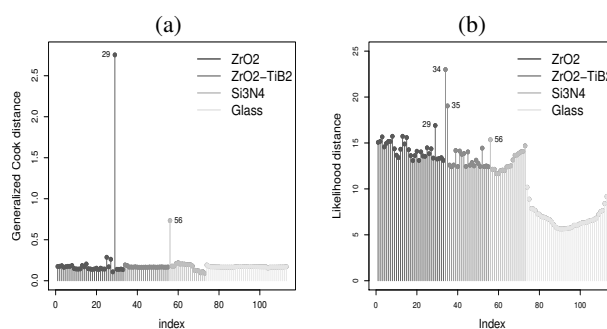 (a)
(b)
Generalized Cook distance
2.5
2.0
1.5
1.0
0.5
0.0
29
56
ZrO2
ZrO2−TiB2
Si3N4
Glass
0 20 40 60 80 100
index
Likelihood distance
25
20
15
10
5
0
34
35
29
56
ZrO2
ZrO2−TiB2
Si3N4
Glass
0 20 40 60 80 100
Index